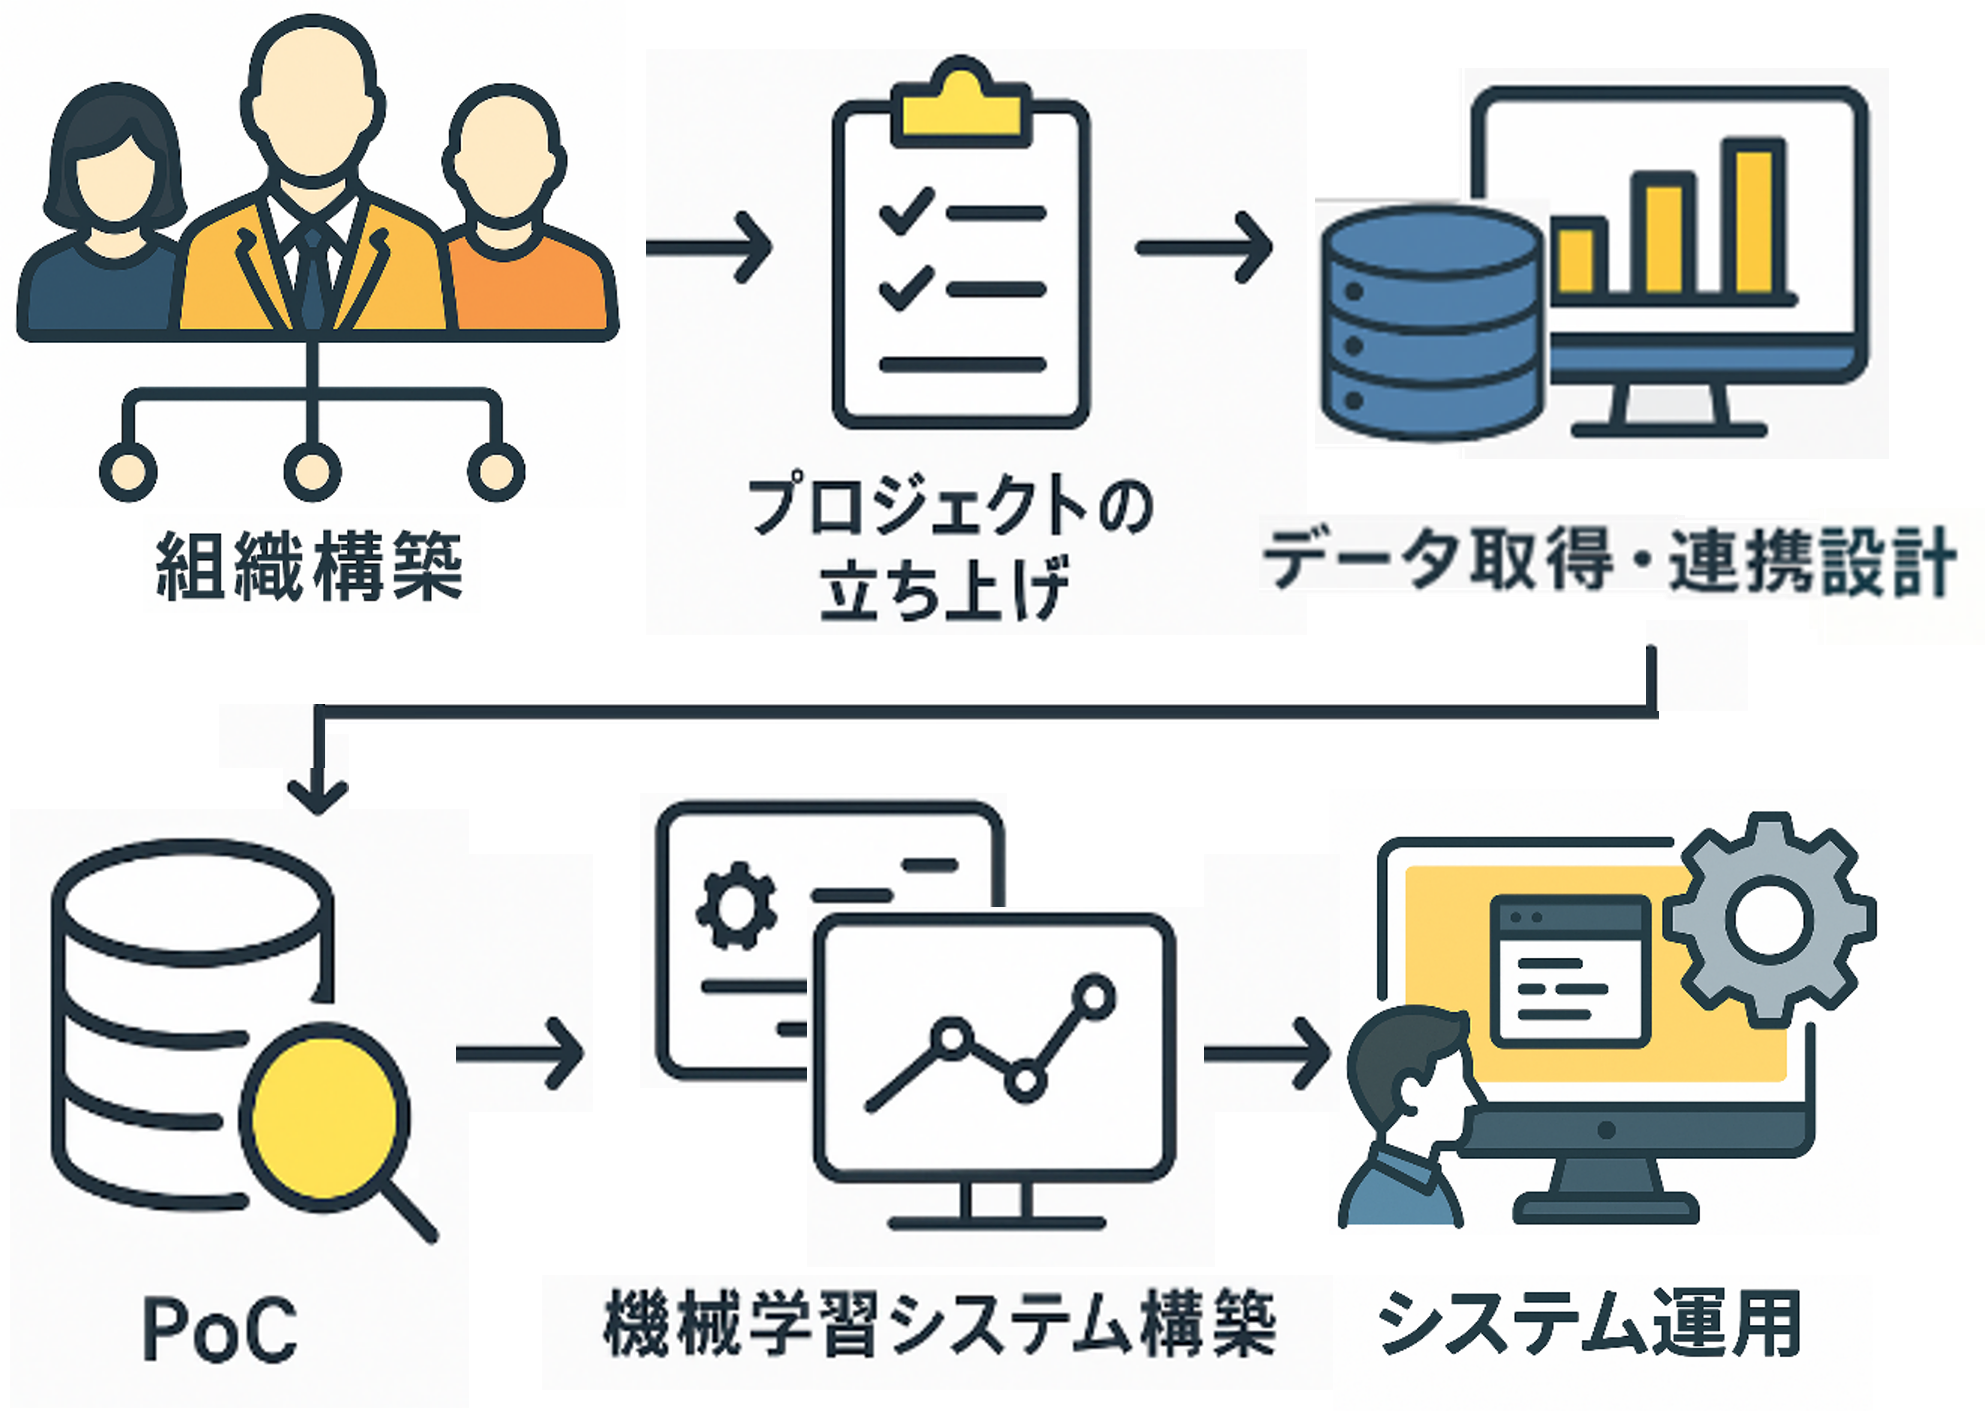 組織構築
プロジェクトの
立ち上げ
データ取得・連携設計
PoC
機械学習システム構築
システム運用